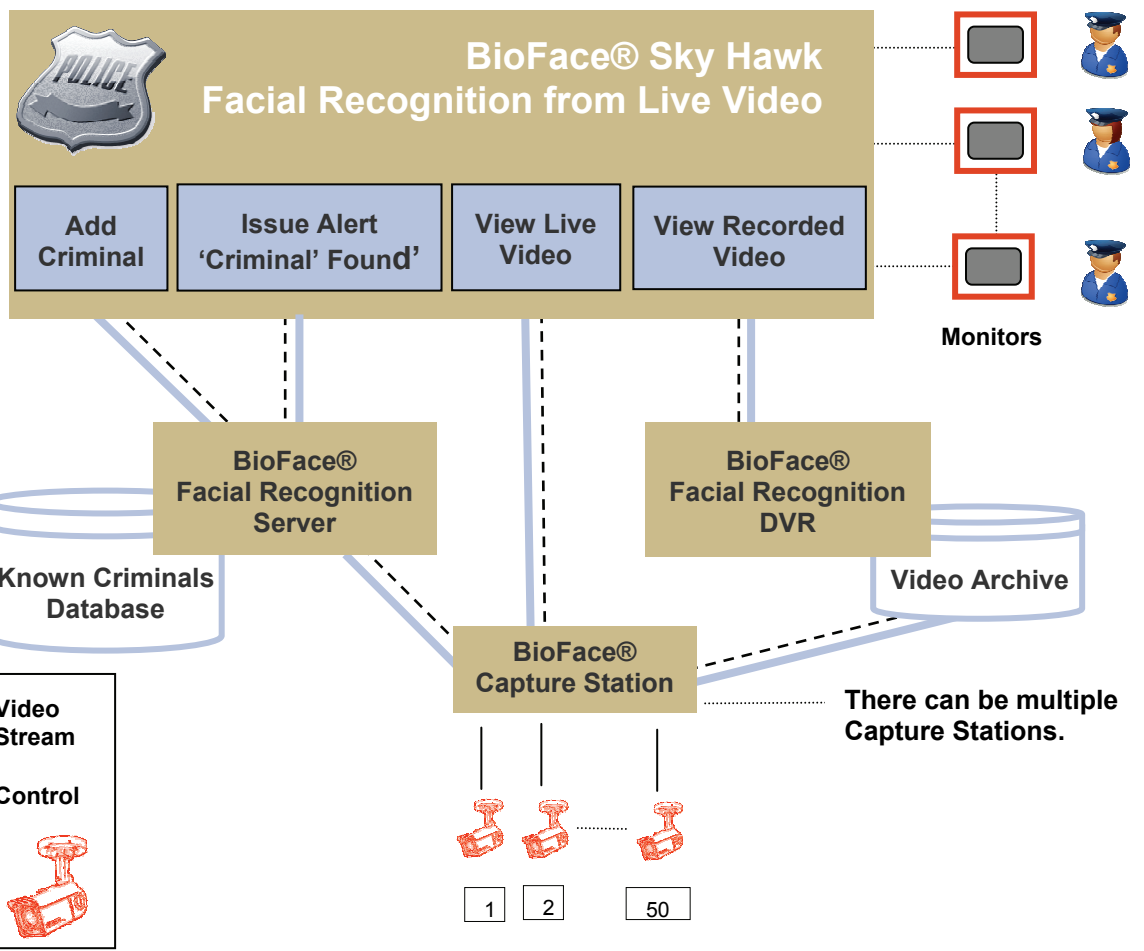 POLICE
BioFace® Sky Hawk
Facial Recognition from Live Video
Add
Criminal
Issue Alert
‘Criminal’ Found’
View Live
Video
View Recorded
Video
Monitors
BioFace®
Facial Recognition
Server
BioFace®
Facial Recognition
DVR
Known Criminals
Database
Video Archive
BioFace®
Capture Station
There can be multiple
Capture Stations.
Video
Stream
Control
1
2
50